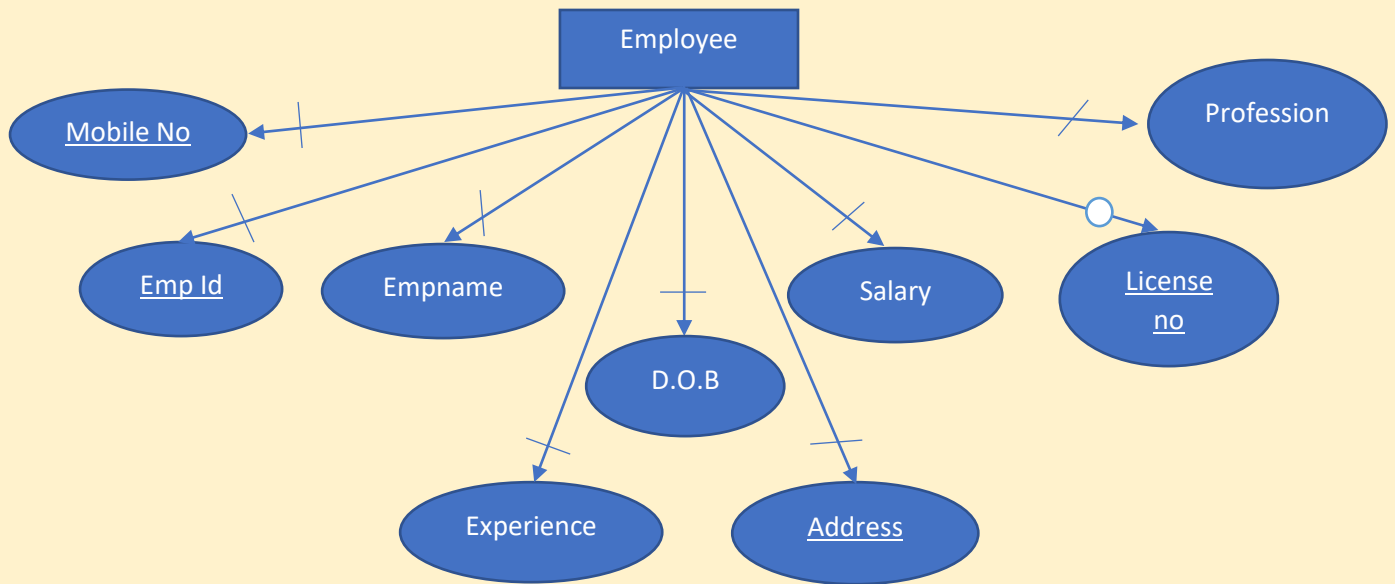 Employee
Mobile No
Profession
Emp Id
Empname
Salary
License
no
D.O.B
Experience
Address